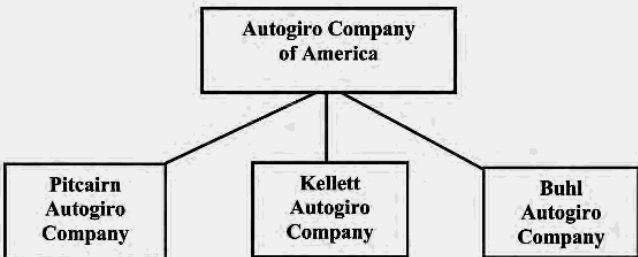 Autogiro Company
of America
Pitcairn
Autogiro
Company
Kellett
Autogiro
Company
Buhl
Autogiro
Company